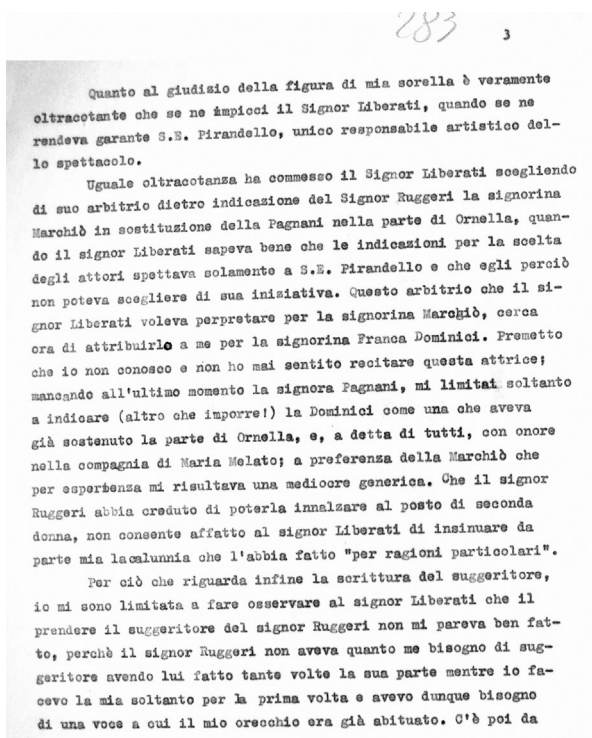 283
3
Quanto al giudizio della figura di mia sorella è veramente
oltracotante che se ne impicci il Signor Liberati, quando se ne
rendeva garante S.E. Pirandello, unico responsabile artistico del-
lo spettacolo.
Uguale oltracotanza ha commesso il Signor Liberati scegliendo
di suo arbitrio dietro indicazione del Signor Ruggeri la signorina
Marchiò in sostituzione della Pagnani nella parte di Ornella, quan-
do il signor Liberati sapeva bene che le indicazioni per la scelta
degli attori spettava solamente a S.E. Pirandello e che egli perciò
non poteva scegliere di sua iniziativa. Questo arbitrio che il si-
gnor Liberati voleva perpretare per la signorina Marchiò, cerca
ora di attribuirlo a me per la signorina Franca Dominici. Premetto
che io non conosco e non ho mai sentito recitare questa attrice;
mancando all'ultimo momento la signora Pagnani, mi limitai soltanto
a indicare (altro che imporre!) la Dominici come una che aveva
già sostenuto la parte di Ornella, e, a detta di tutti, con onore
nella compagnia di Maria Melato; a preferenza della Marchiò che
per esperienza mi risultava una mediocre generica. Che il signor
Ruggeri abbia creduto di poterla innalzare al posto di seconda
donna, non consente affatto al signor Liberati di insinuare da
parte mia lacalunnia che l'abbia fatto "per ragioni particolari".
Per ciò che riguarda infine la scrittura del suggeritore,
io mi sono limitata a fare osservare al signor Liberati che il
prendere il suggeritore del signor Ruggeri non mi pareva ben fat-
to, perchè il signor Ruggeri non aveva quanto me bisogno di sug-
geritore avendo lui fatto tante volte la sua parte mentre io fa-
cevo la mia soltanto per la prima volta e avevo dunque bisogno
di una voce a cui il mio orecchio era già abituato. C'è poi da